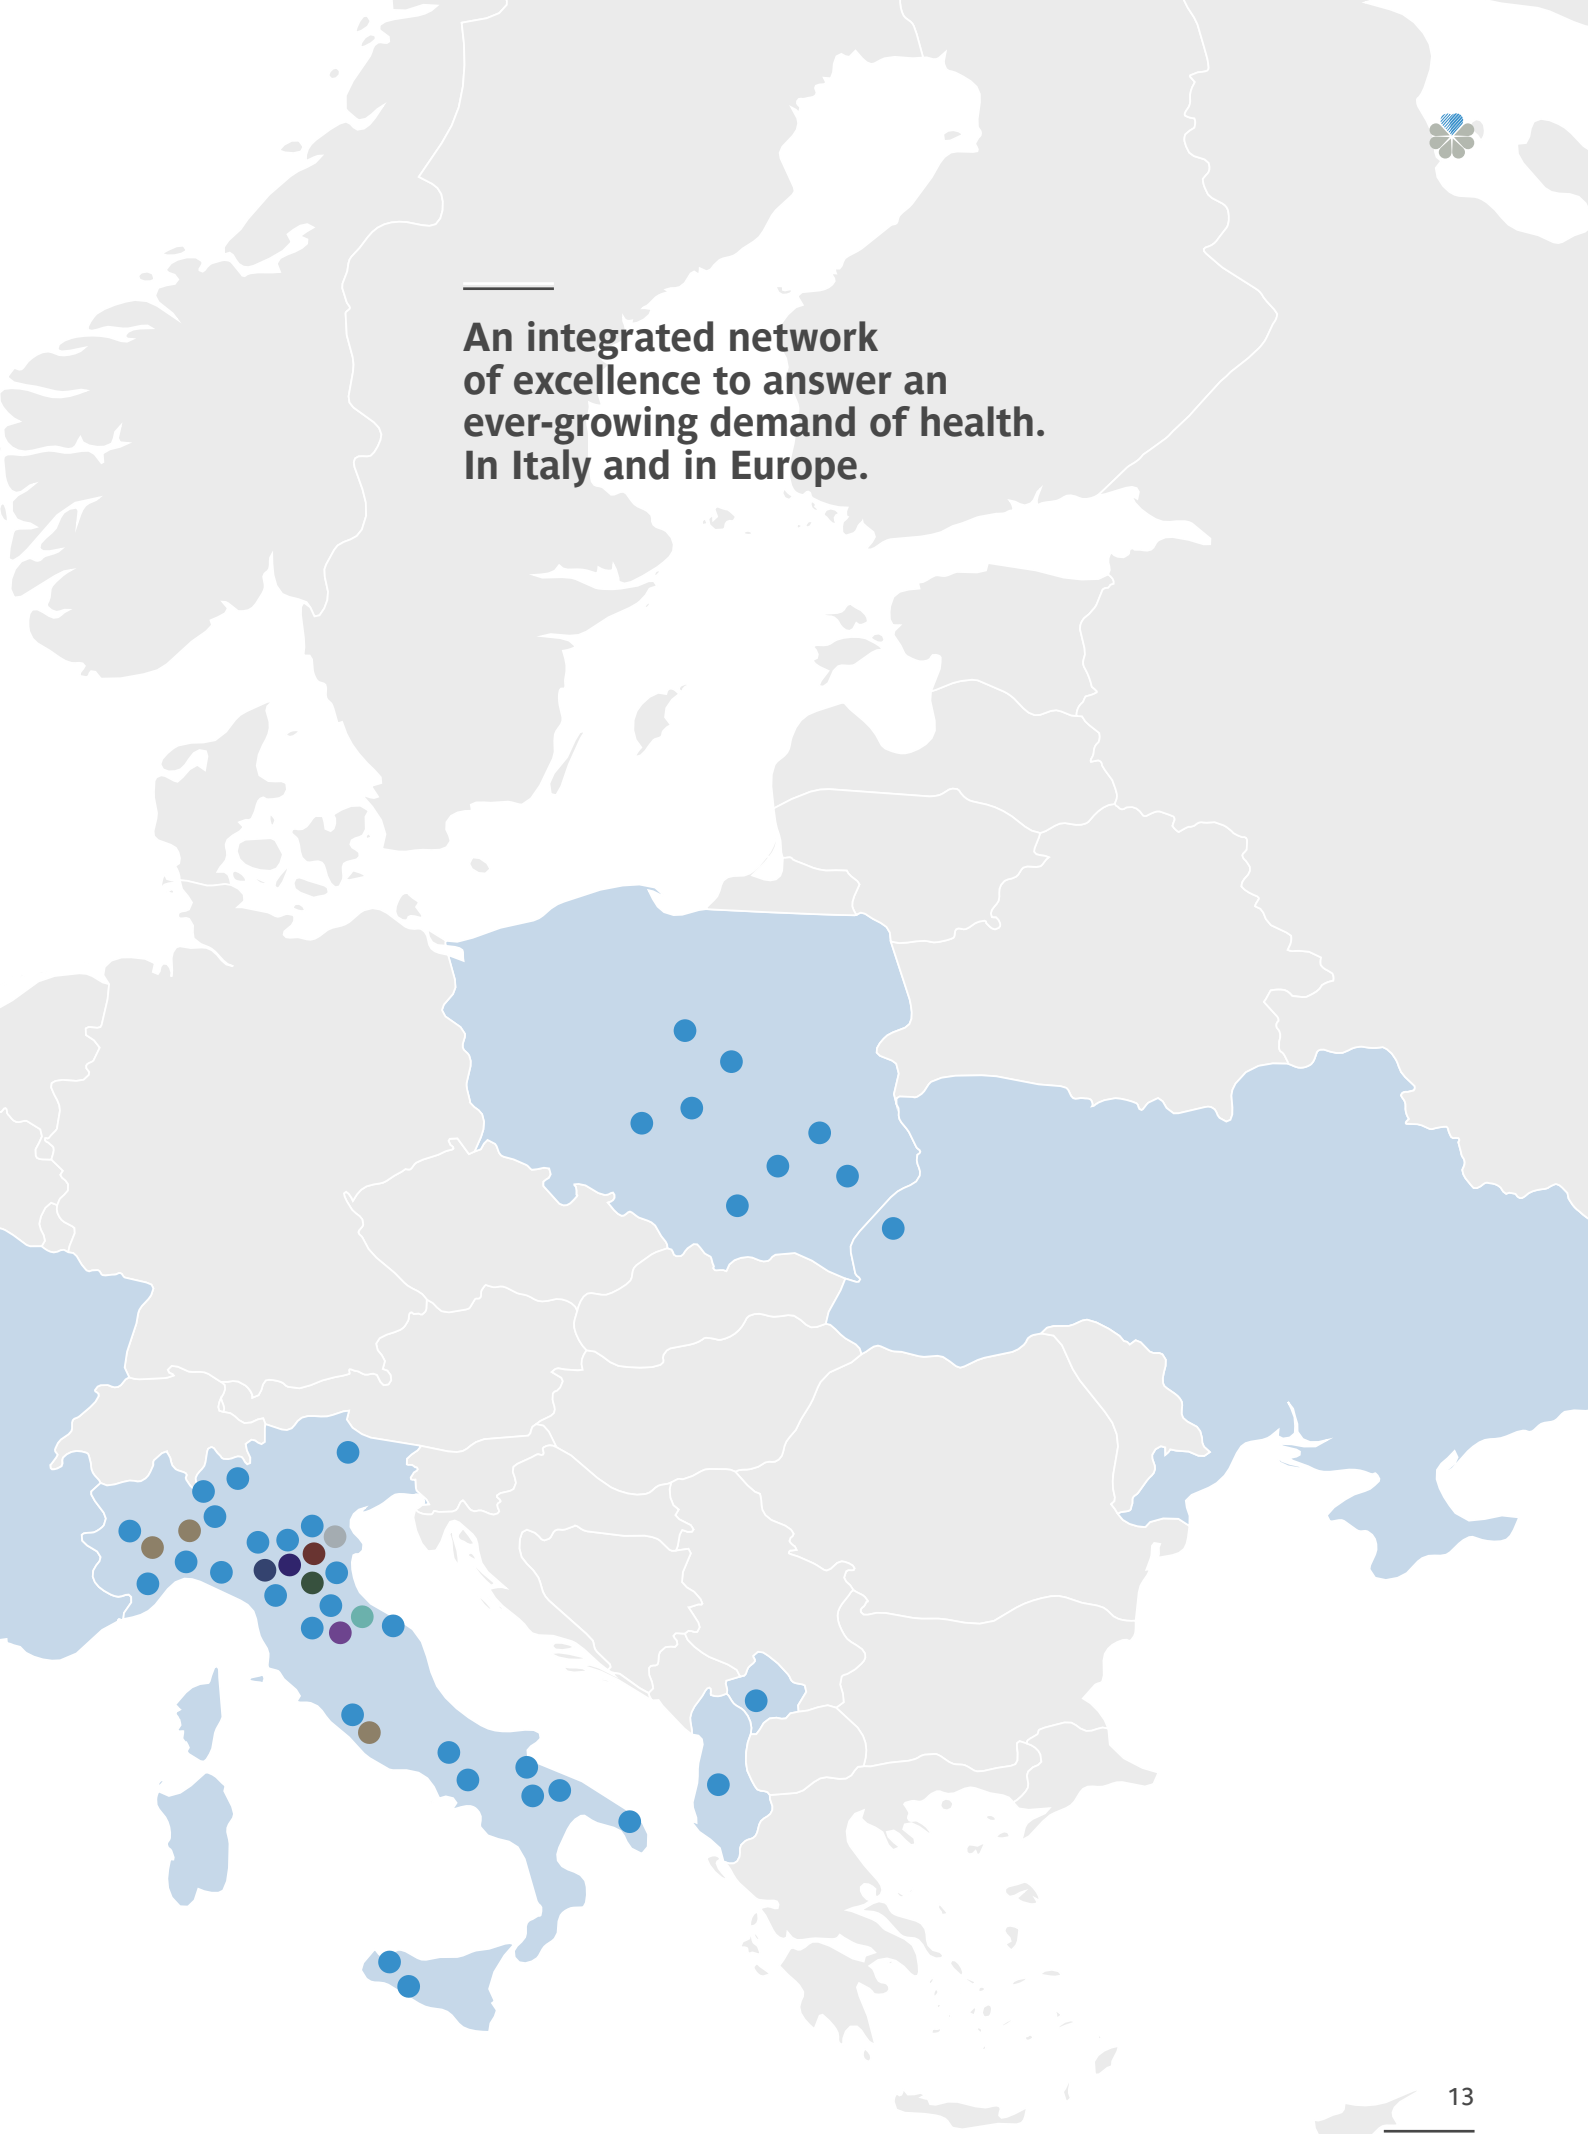 An integrated network
of excellence to answer an
ever-growing demand of health.
In Italy and in Europe.
13